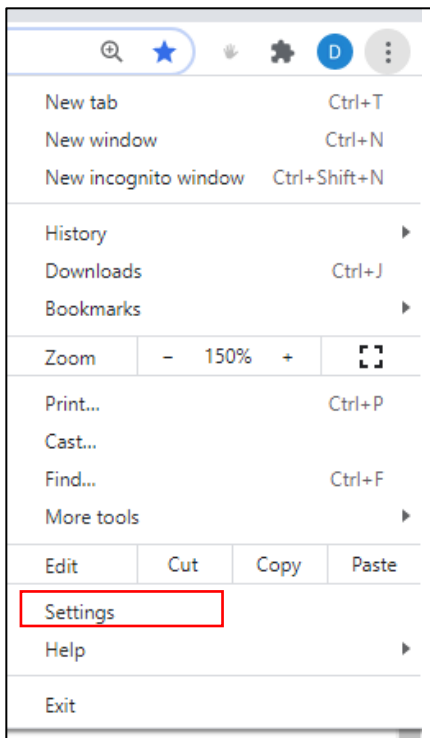 D
New tab Ctrl+T
New window Ctrl+N
New incognito window Ctrl+Shift+N
History
Downloads Ctrl+J
Bookmarks
Zoom - 150% +
Print... Ctrl+P
Cast...
Find... Ctrl+F
More tools
Edit Cut Copy Paste
Settings
Help
Exit